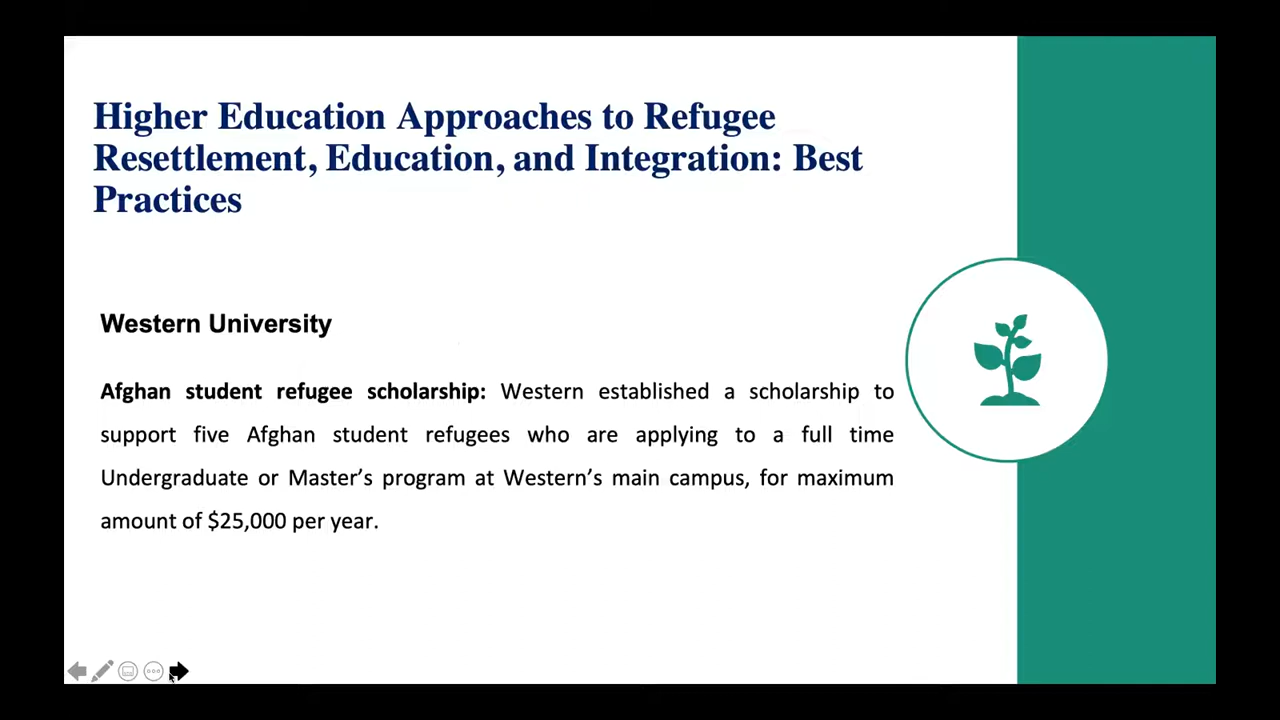 Higher Education Approaches to Refugee
Resettlement, Education, and Integration: Best
Practices
Western University
Afghan student refugee scholarship: Western established a scholarship to
support five Afghan student refugees who are applying to a full time
Undergraduate or Master’s program at Western’s main campus, for maximum
amount of $25,000 per year.